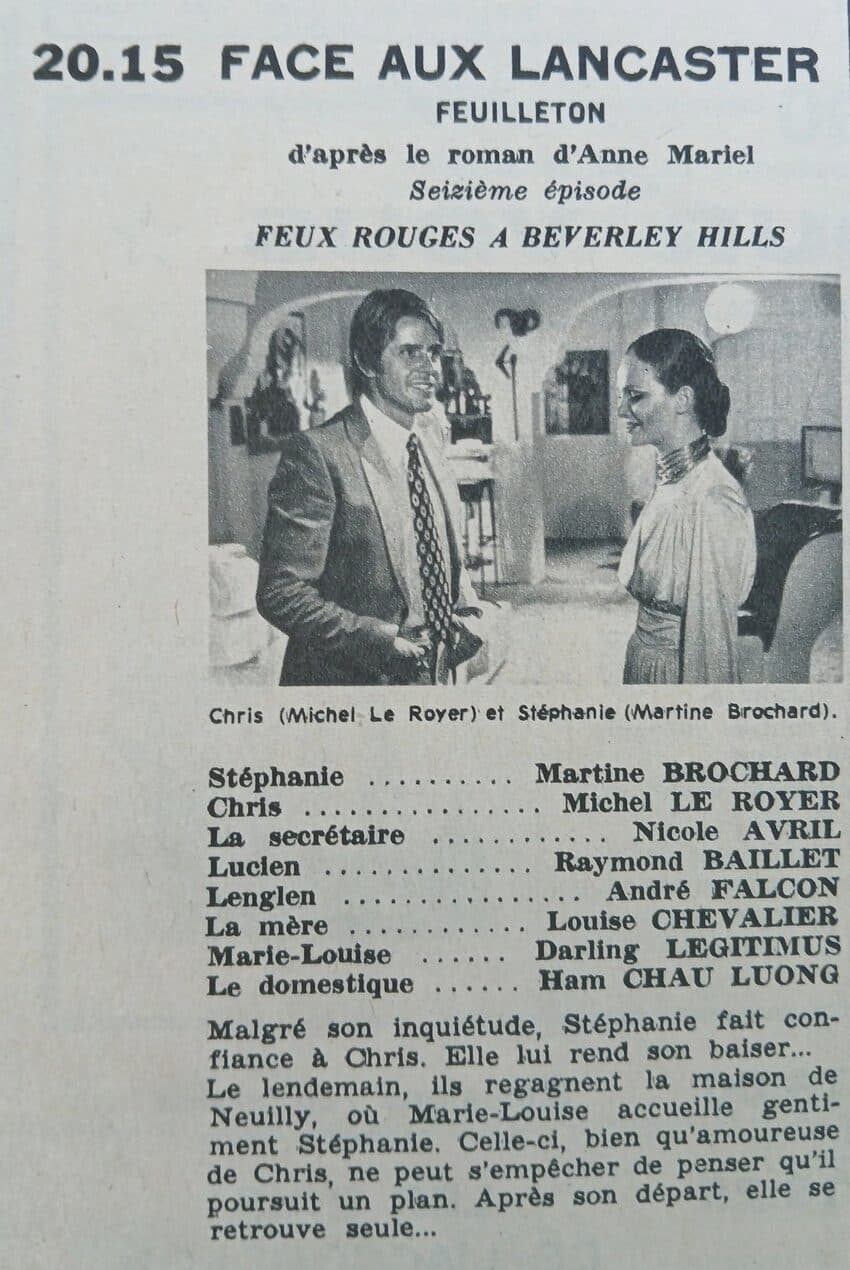 20.15 FACE AUX LANCASTER
FEUILLETON
d'après le roman d'Anne Mariel
Seizième épisode
FEUX ROUGES A BEVERLEY HILLS
Chris (Michel Le Royer) et Stéphanie (Martine Brochard).
Stéphanie .......... Martine BROCHARD
Chris ................. Michel LE ROYER
La secrétaire ............ Nicole AVRIL
Lucien .............. Raymond BAILLET
Lenglen ................ André FALCON
La mère ............ Louise CHEVALIER
Marie-Louise ...... Darling LEGITIMUS
Le domestique ...... Ham CHAU LUONG
Malgré son inquiétude, Stéphanie fait con-
fiance à Chris. Elle lui rend son baiser...
Le lendemain, ils regagnent la maison de
Neuilly, où Marie-Louise accueille genti-
ment Stéphanie. Celle-ci, bien qu'amoureuse
de Chris, ne peut s'empêcher de penser qu'il
poursuit un plan. Après son départ, elle se
retrouve seule...